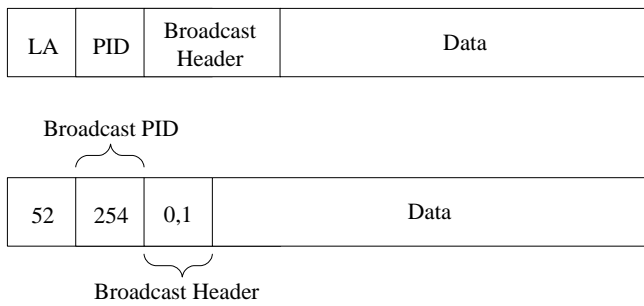 LA PID Broadcast Header Data
Broadcast PID
52 254 0,1 Data
Broadcast Header